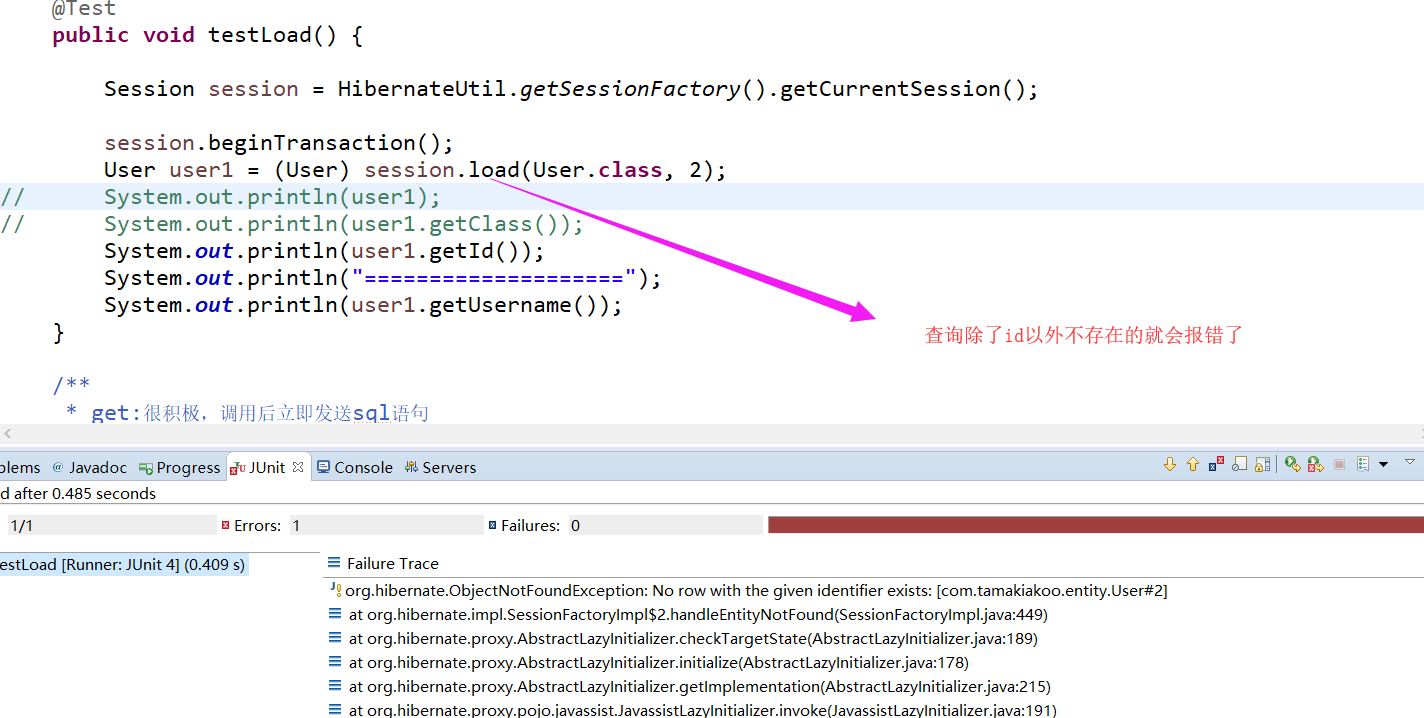 @Test
public void testLoad() {
Session session = HibernateUtil.getSessionFactory().getCurrentSession();
session.beginTransaction();
User user1 = (User) session.load(User.class, 2);
// System.out.println(user1);
// System.out.println(user1.getClass());
System.out.println(user1.getId());
System.out.println("====================");
System.out.println(user1.getUsername());
}
查询除了id以外不存在的就会报错了
/**
* get:很积极，调用后立即发送sql语句
blems @ Javadoc Progress JUnit Console Servers
d after 0.485 seconds
1/1 Errors: 1 Failures: 0
estLoad [Runner: JUnit 4] (0.409 s)
Failure Trace
org.hibernate.ObjectNotFoundException: No row with the given identifier exists: [com.tamakiakoo.entity.User#2]
at org.hibernate.impl.SessionFactoryImpl$2.handleEntityNotFound(SessionFactoryImpl.java:449)
at org.hibernate.proxy.AbstractLazyInitializer.checkTargetState(AbstractLazyInitializer.java:189)
at org.hibernate.proxy.AbstractLazyInitializer.initialize(AbstractLazyInitializer.java:178)
at org.hibernate.proxy.AbstractLazyInitializer.getImplementation(AbstractLazyInitializer.java:215)
at org.hibernate.proxy.pojo.javassist.JavassistLazyInitializer.invoke(JavassistLazyInitializer.java:191)